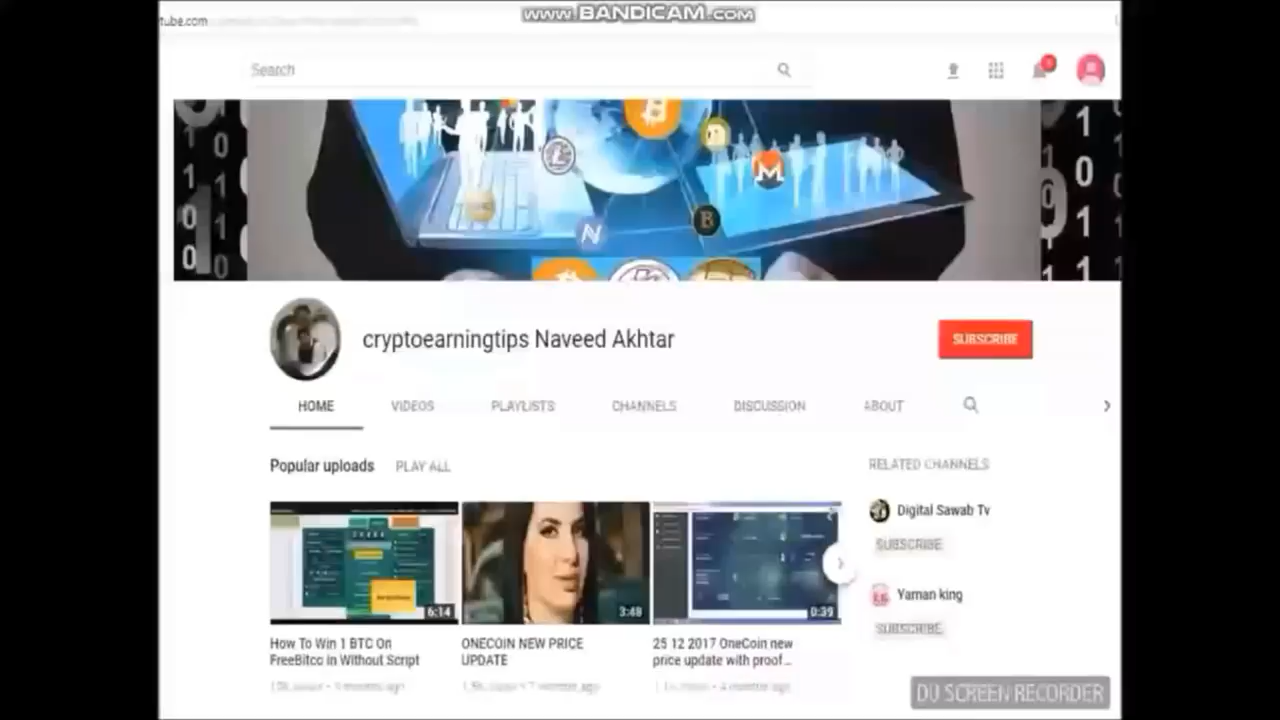 www.BANDICAM.com
tube.com
Search
cryptoearningtips Naveed Akhtar
SUBSCRIBE
HOME
VIDEOS
PLAYLISTS
CHANNELS
DISCUSSION
ABOUT
Popular uploads
PLAY ALL
RELATED CHANNELS
Digital Sawab Tv
SUBSCRIBE
Yaman king
SUBSCRIBE
6:14
3:48
0:39
How To Win 1 BTC On
FreeBitco in Without Script
ONECOIN NEW PRICE
UPDATE
25 12 2017 OneCoin new
price update with proof...
DU SCREEN RECORDER